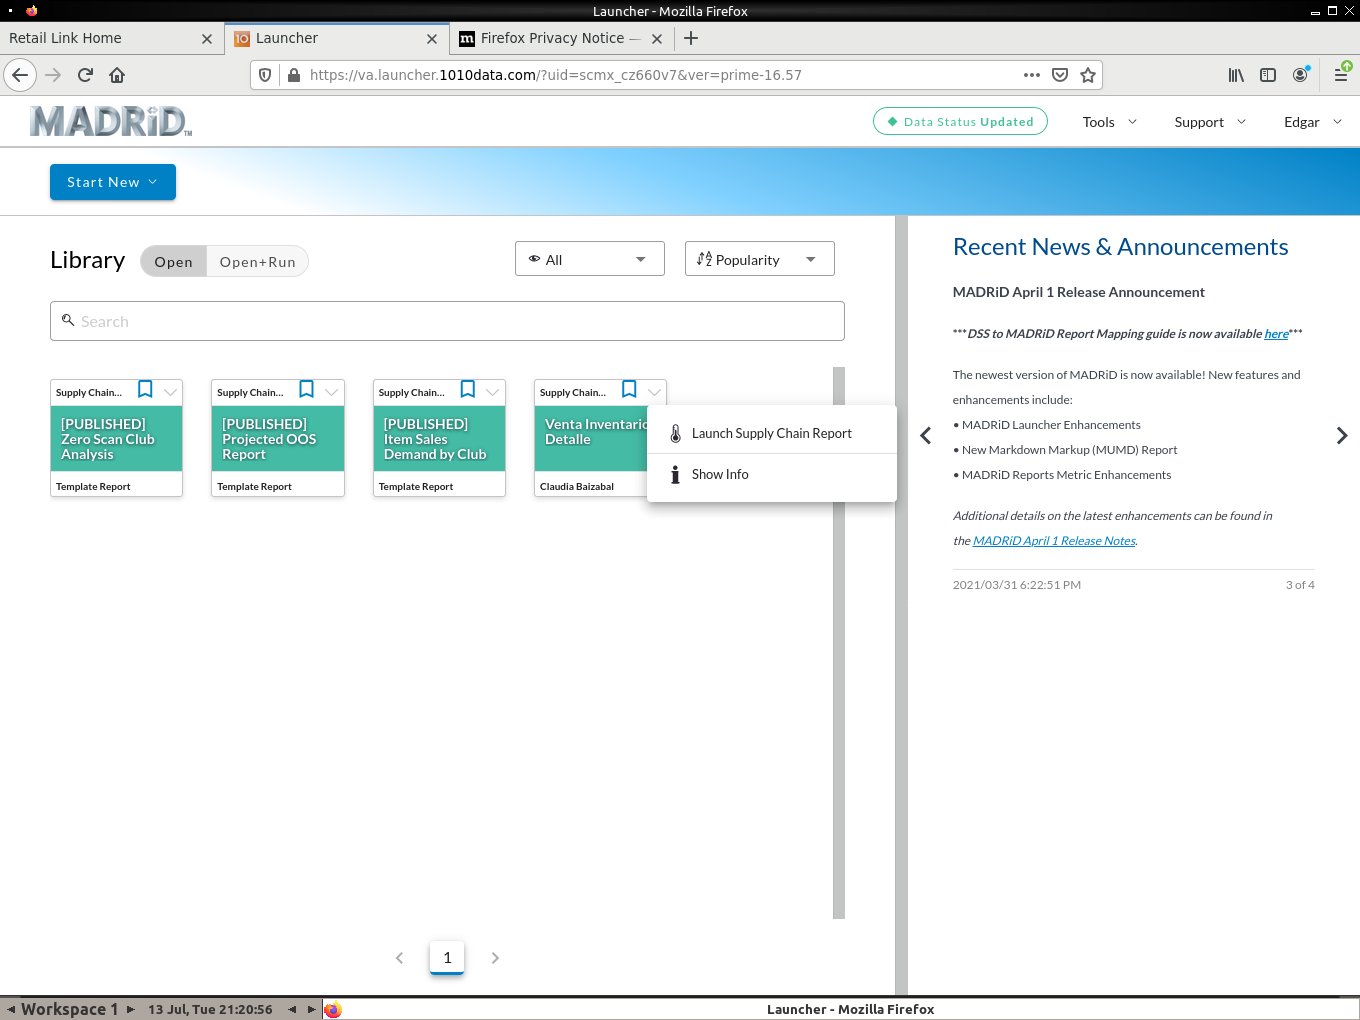 Launcher - Mozilla Firefox
Retail Link Home
Launcher
Firefox Privacy Notice —
https://va.launcher.1010data.com/?uid=scmx_cz660v7&ver=prime-16.57
MADRiD TM
Data Status Updated
Tools
Support
Edgar
Start New
Library
Open
Open+Run
All
Popularity
Search
Supply Chain...
[PUBLISHED]
Zero Scan Club
Analysis
Template Report
Supply Chain...
[PUBLISHED]
Projected OOS
Report
Template Report
Supply Chain...
[PUBLISHED]
Item Sales
Demand by Club
Template Report
Supply Chain...
Venta Inventario
Detalle
Claudia Baizabal
Launch Supply Chain Report
Show Info
1
Recent News & Announcements
MADRiD April 1 Release Announcement
***DSS to MADRiD Report Mapping guide is now available here***
The newest version of MADRiD is now available! New features and
enhancements include:
• MADRiD Launcher Enhancements
• New Markdown Markup (MUMD) Report
• MADRiD Reports Metric Enhancements
Additional details on the latest enhancements can be found in
the MADRiD April 1 Release Notes.
2021/03/31 6:22:51 PM
3 of 4
Workspace 1
13 Jul, Tue 21:20:56
Launcher - Mozilla Firefox